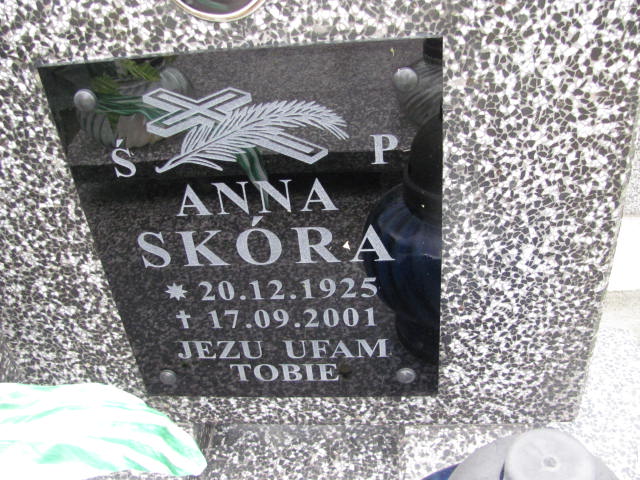 Ś P
ANNA
SKÓRA
* 20.12.1925
† 17.09.2001
JEZU UFAM
TOBIE